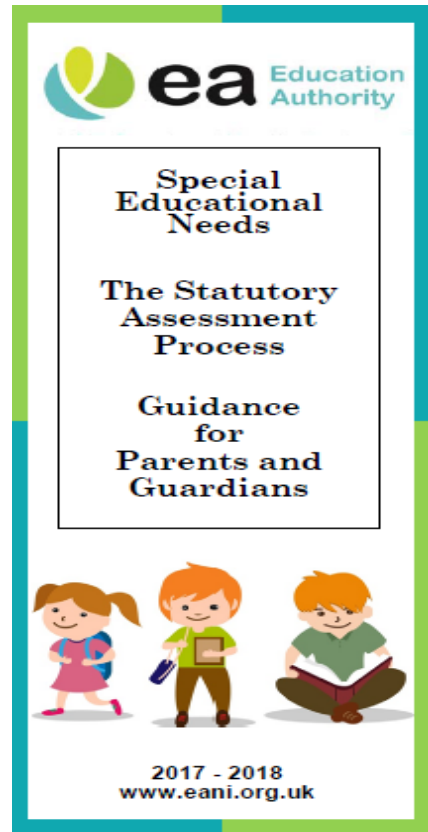 ea Education
Authority
Special
Educational
Needs
The Statutory
Assessment
Process
Guidance
for
Parents and
Guardians
2017 - 2018
www.eani.org.uk